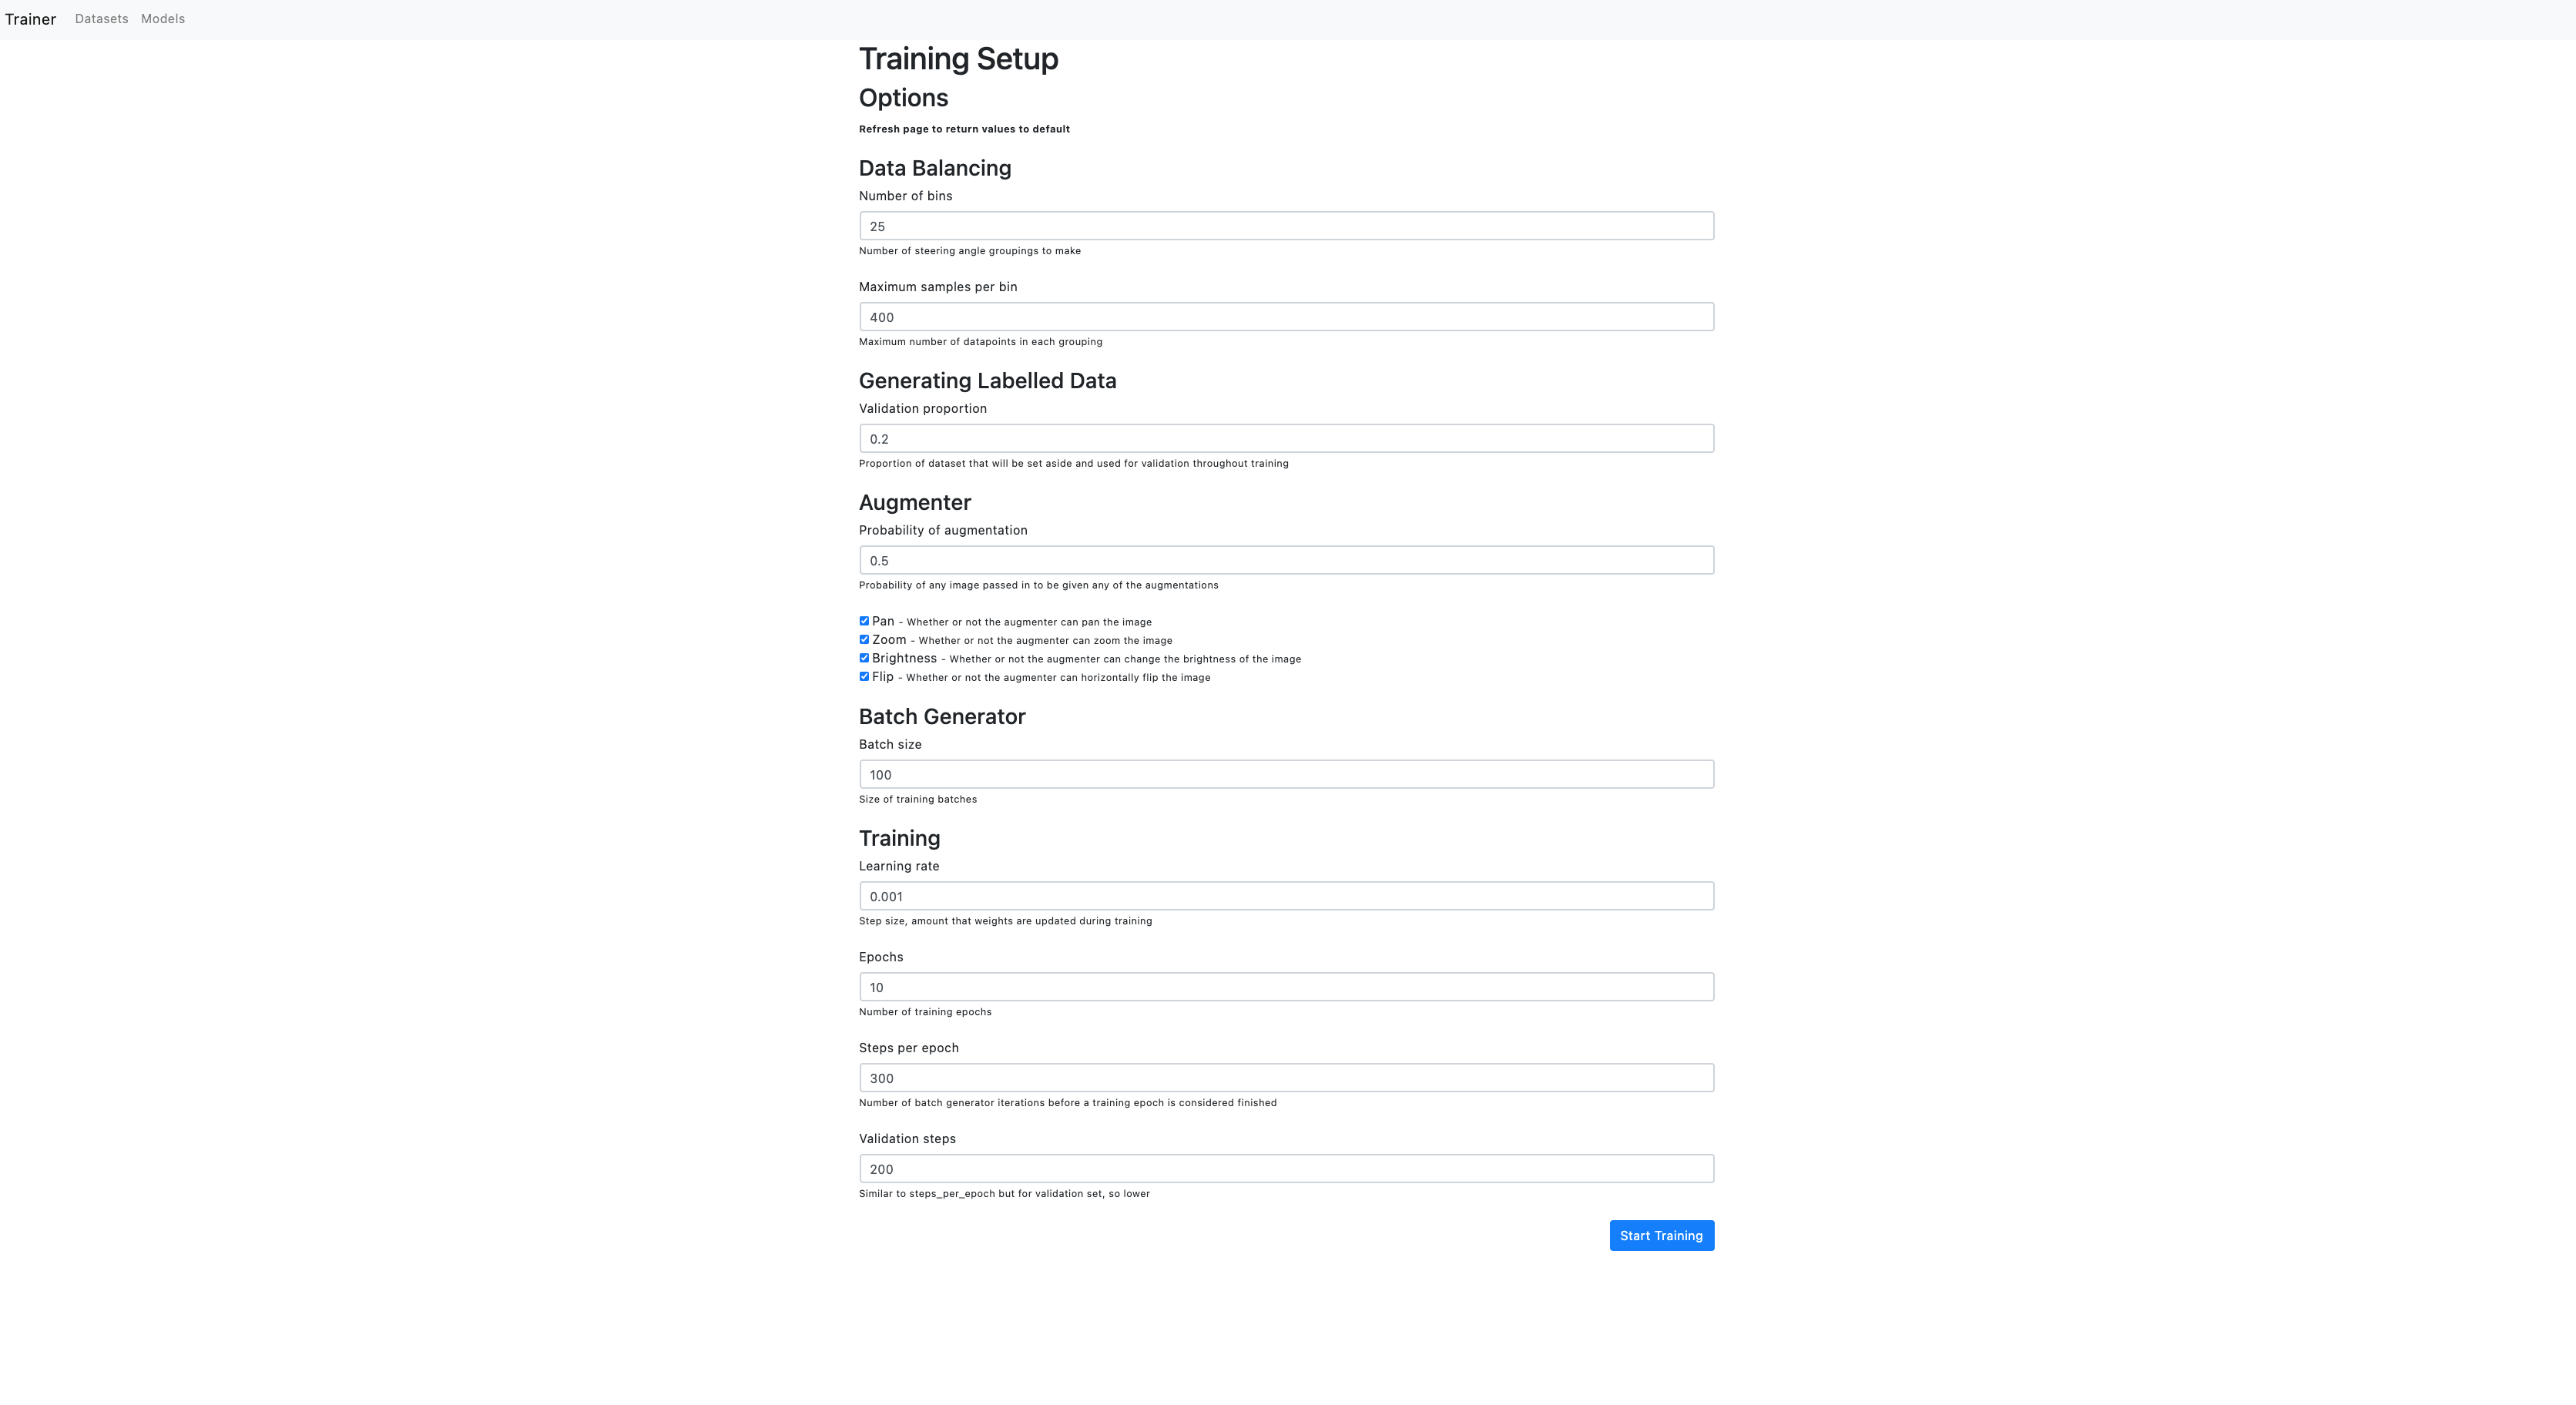 Trainer Datasets Models
Training Setup
Options
Refresh page to return values to default
Data Balancing
Number of bins
25
Number of steering angle groupings to make
Maximum samples per bin
400
Maximum number of datapoints in each grouping
Generating Labelled Data
Validation proportion
0.2
Proportion of dataset that will be set aside and used for validation throughout training
Augmenter
Probability of augmentation
0.5
Probability of any image passed in to be given any of the augmentations
Pan - Whether or not the augmenter can pan the image
Zoom - Whether or not the augmenter can zoom the image
Brightness - Whether or not the augmenter can change the brightness of the image
Flip - Whether or not the augmenter can horizontally flip the image
Batch Generator
Batch size
100
Size of training batches
Training
Learning rate
0.001
Step size, amount that weights are updated during training
Epochs
10
Number of training epochs
Steps per epoch
300
Number of batch generator iterations before a training epoch is considered finished
Validation steps
200
Similar to steps_per_epoch but for validation set, so lower
Start Training